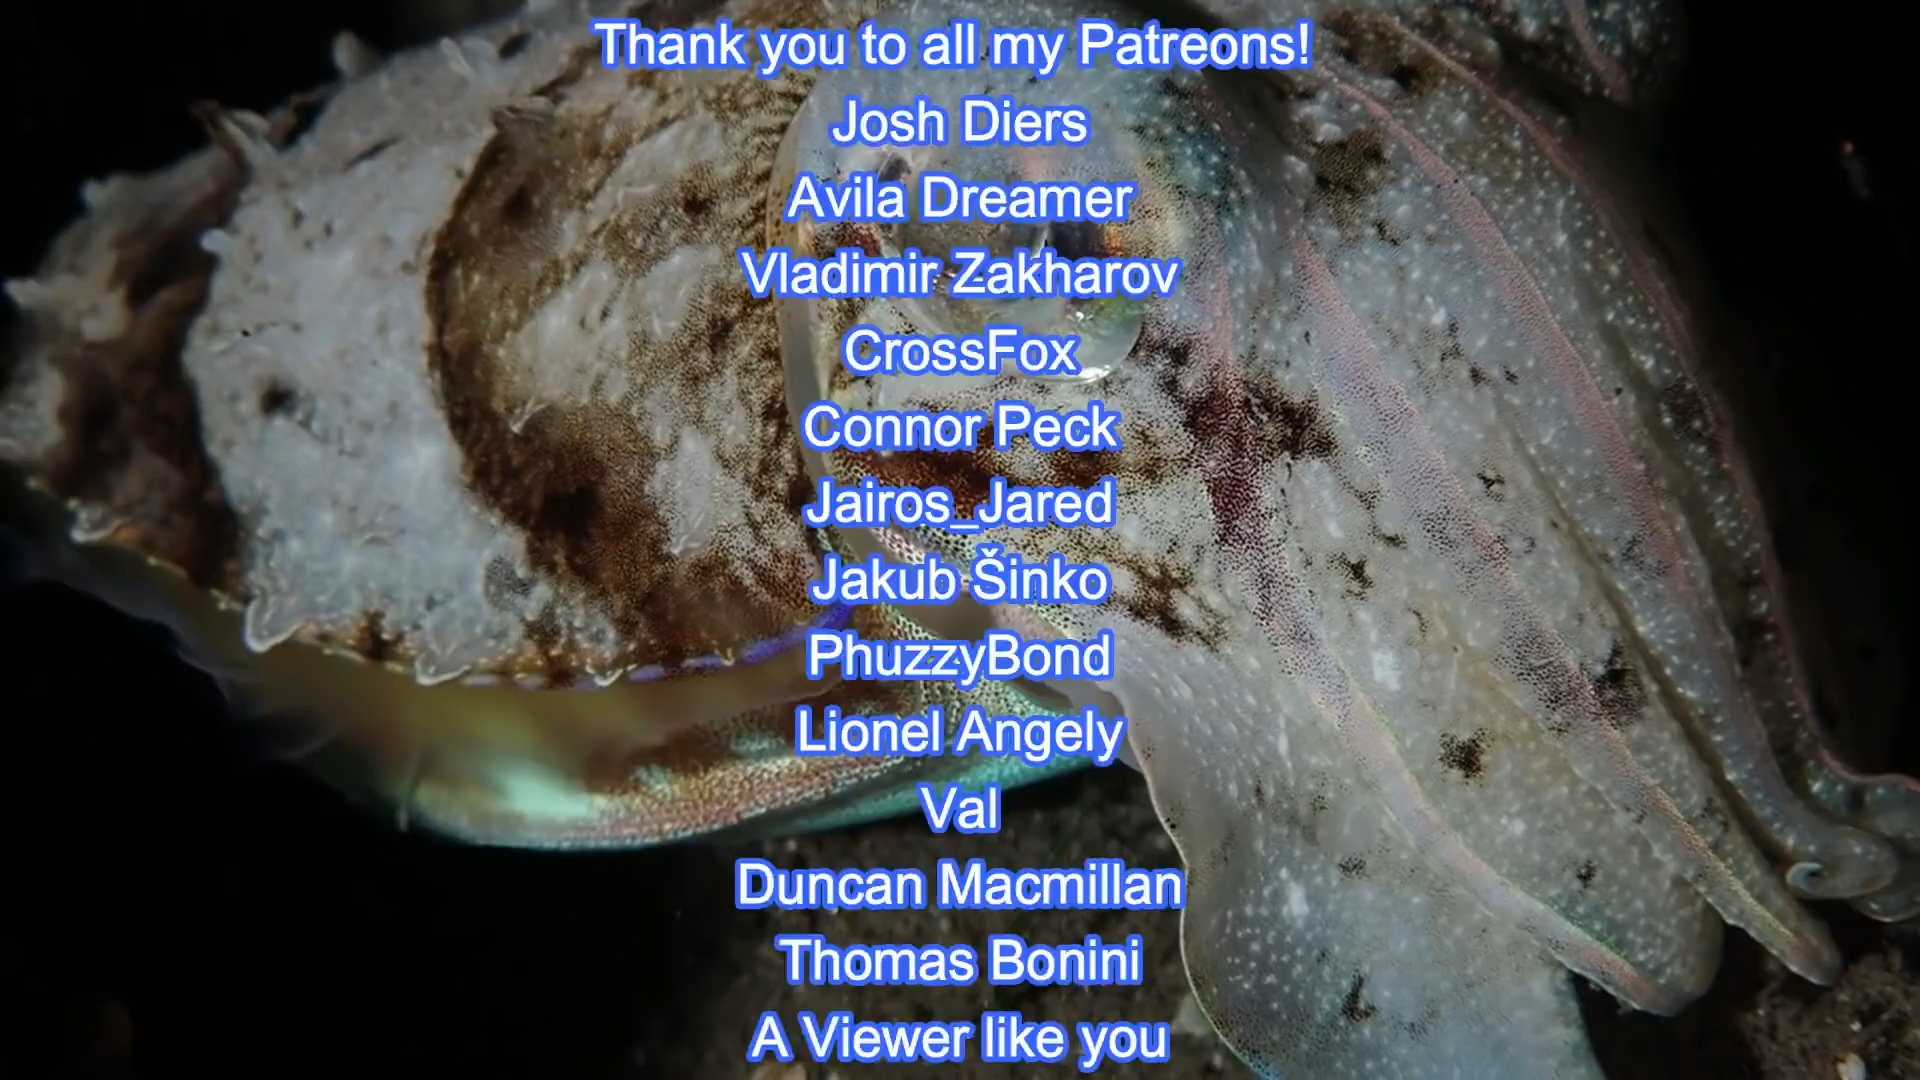 Thank you to all my Patreons!
Josh Diers
Avila Dreamer
Vladimir Zakharov
CrossFox
Connor Peck
Jairos_Jared
Jakub Šinko
PhuzzyBond
Lionel Angely
Val
Duncan Macmillan
Thomas Bonini
A Viewer like you